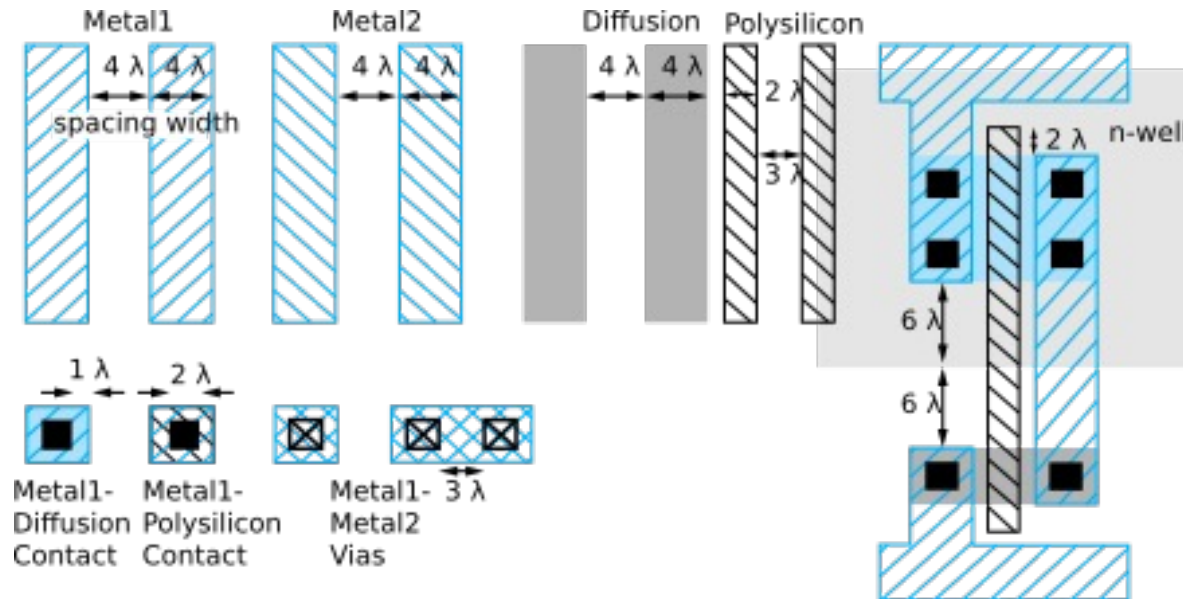 Metal1
Metal2
Diffusion
Polysilicon
4 λ
4 λ
4 λ
4 λ
4 λ
4 λ
2 λ
spacing width
3 λ
n-well
2 λ
6 λ
6 λ
1 λ
2 λ
3 λ
Metal1-
Diffusion
Contact
Metal1-
Polysilicon
Contact
Metal1-
Metal2
Vias